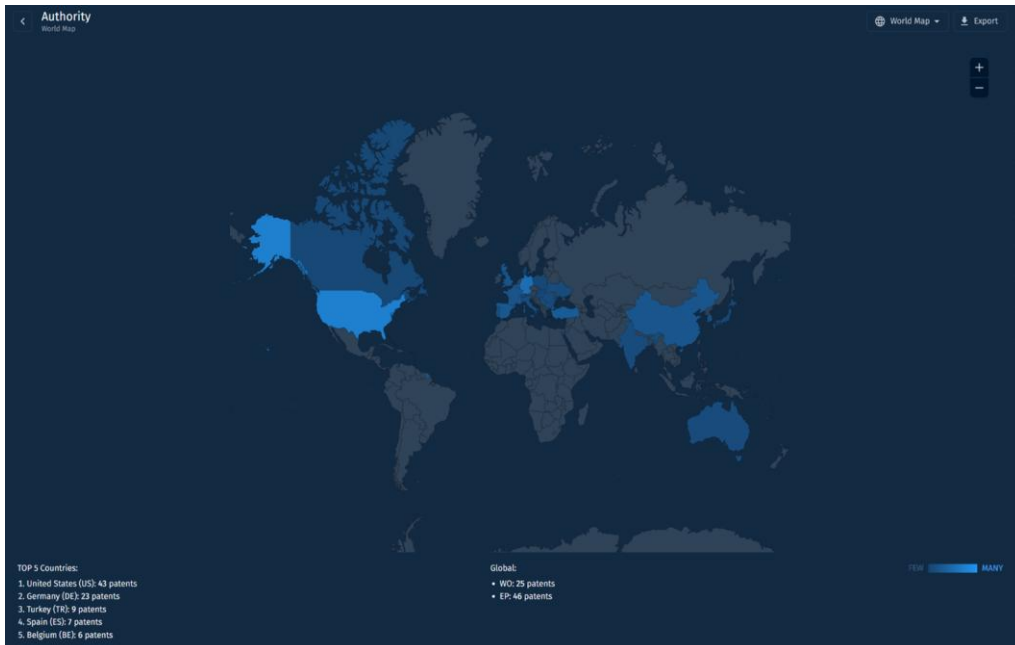 Authority
World Map
World Map
Export
+
−
TOP 5 Countries:
1. United States (US): 43 patents
2. Germany (DE): 23 patents
3. Turkey (TR): 9 patents
4. Spain (ES): 7 patents
5. Belgium (BE): 6 patents
Global:
• WO: 25 patents
• EP: 46 patents
FEW MANY